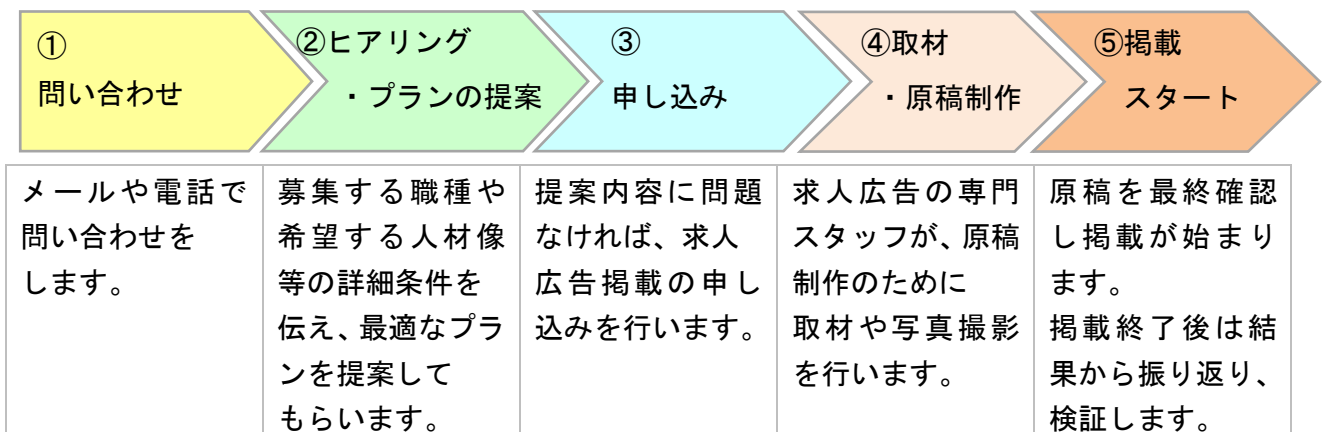 ①
問い合わせ
②ヒアリング
・プランの提案
③
申し込み
④取材
・原稿制作
⑤掲載
スタート
メールや電話で
問い合わせを
します。
募集する職種や
希望する人材像
等の詳細条件を
伝え、最適なプラ
ンを提案して
もらいます。
提案内容に問題
なければ、求人
広告掲載の申し
込みを行います。
求人広告の専門
スタッフが、原稿
制作のために
取材や写真撮影
を行います。
原稿を最終確認
し掲載が始まり
ます。
掲載終了後は結
果から振り返り、
検証します。